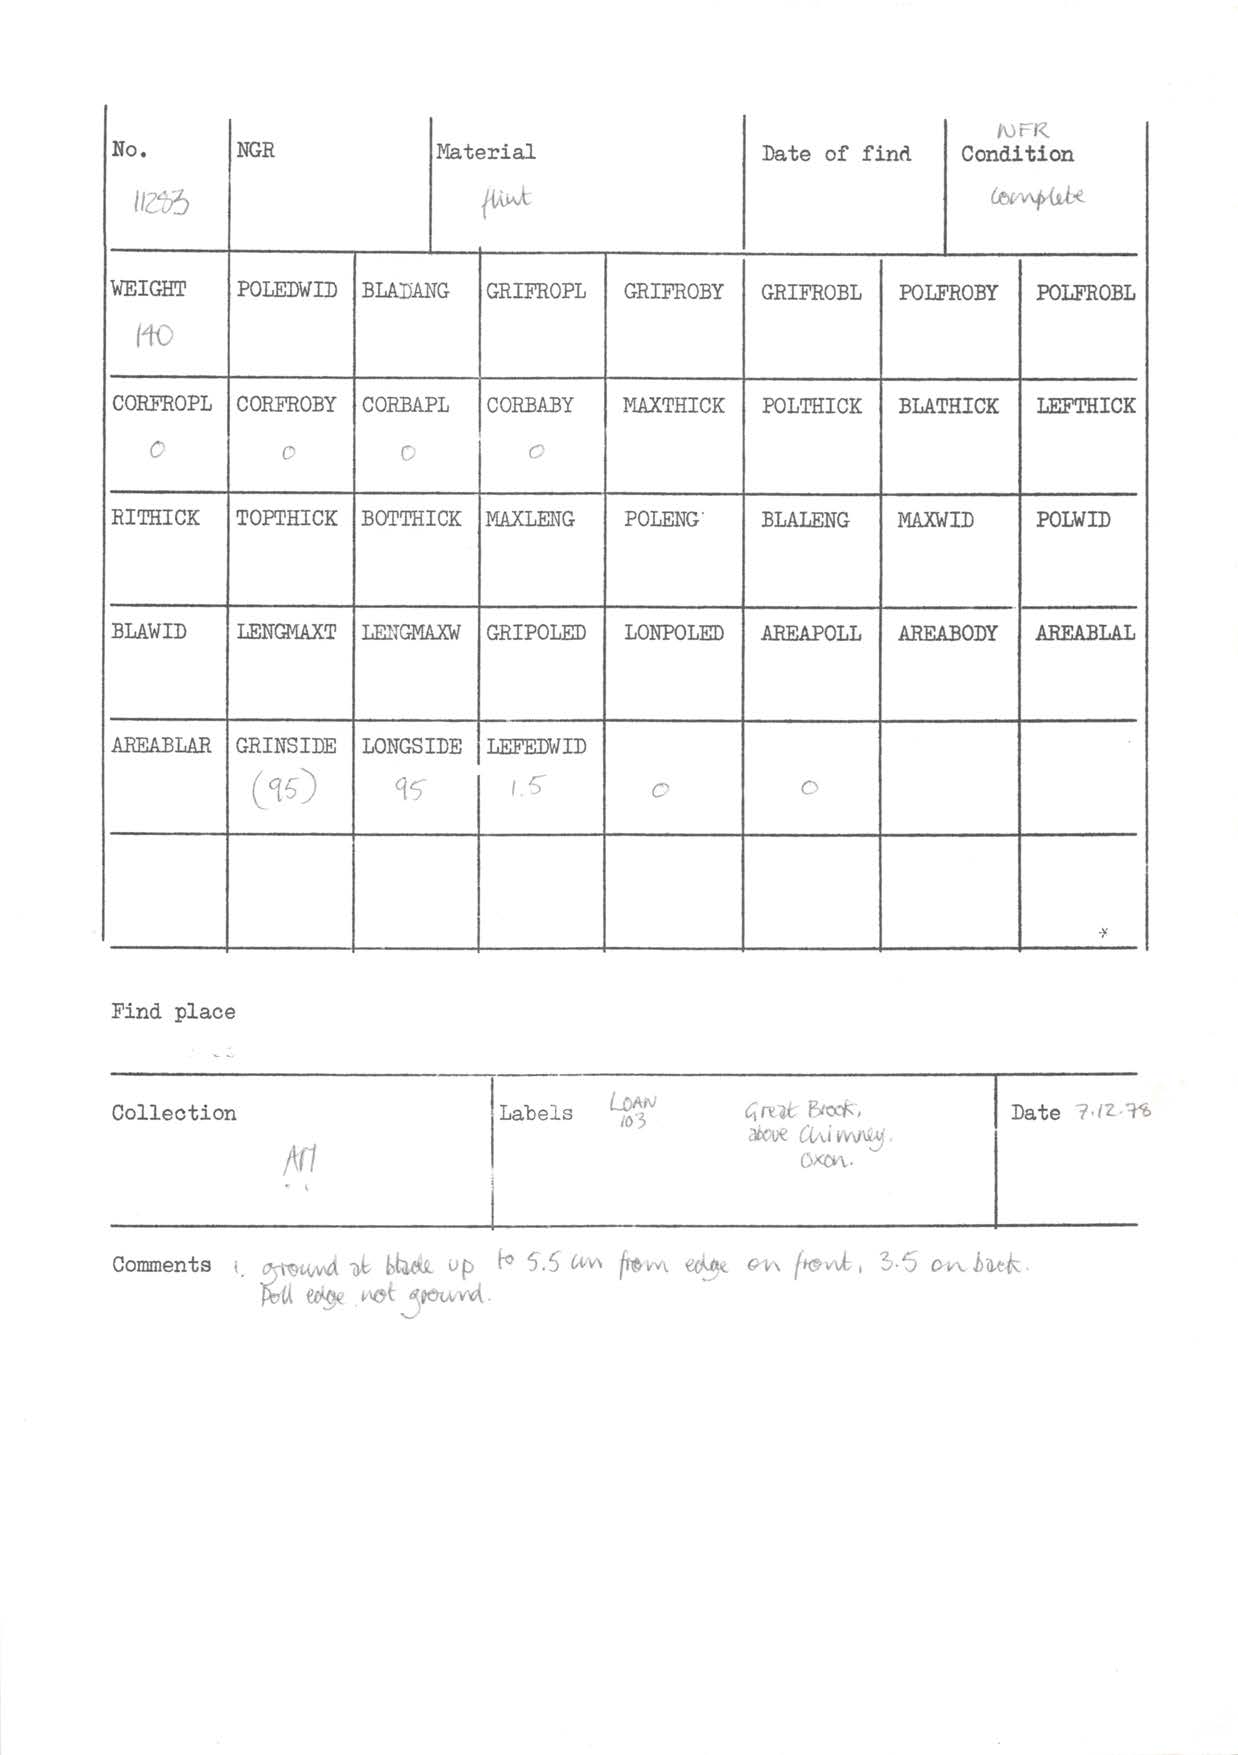 NFR
No. NGR Material Date of find Condition
11283 flint complete
WEIGHT POLEDWID BLADANG GRIFROPL GRIFROBY GRIFROBL POLFROBY POLFROBL
140
CORFROPL CORFROBY CORBAPL CORBABY MAXTHICK POLTHICK BLATHICK LEFTHICK
0 0 0 0
RITHICK TOPTHICK BOTTHICK MAXLENG POLENG BLALENG MAXWID POLWID
BLAWID LENGMAXT LENGMAXW GRIPOLED LONPOLED AREAPOLL AREABODY AREABLAL
AREABLAR GRINSIDE LONGSIDE LEFEDWID
(95) 95 1.5 0 0
Find place
Collection Labels LOAN Great Brook, Date 7.12.78
103 above Chimney.
Oxon.
Comments 1. ground at blade up to 5.5 cm from edge on front, 3.5 on back.
Poll edge not ground.